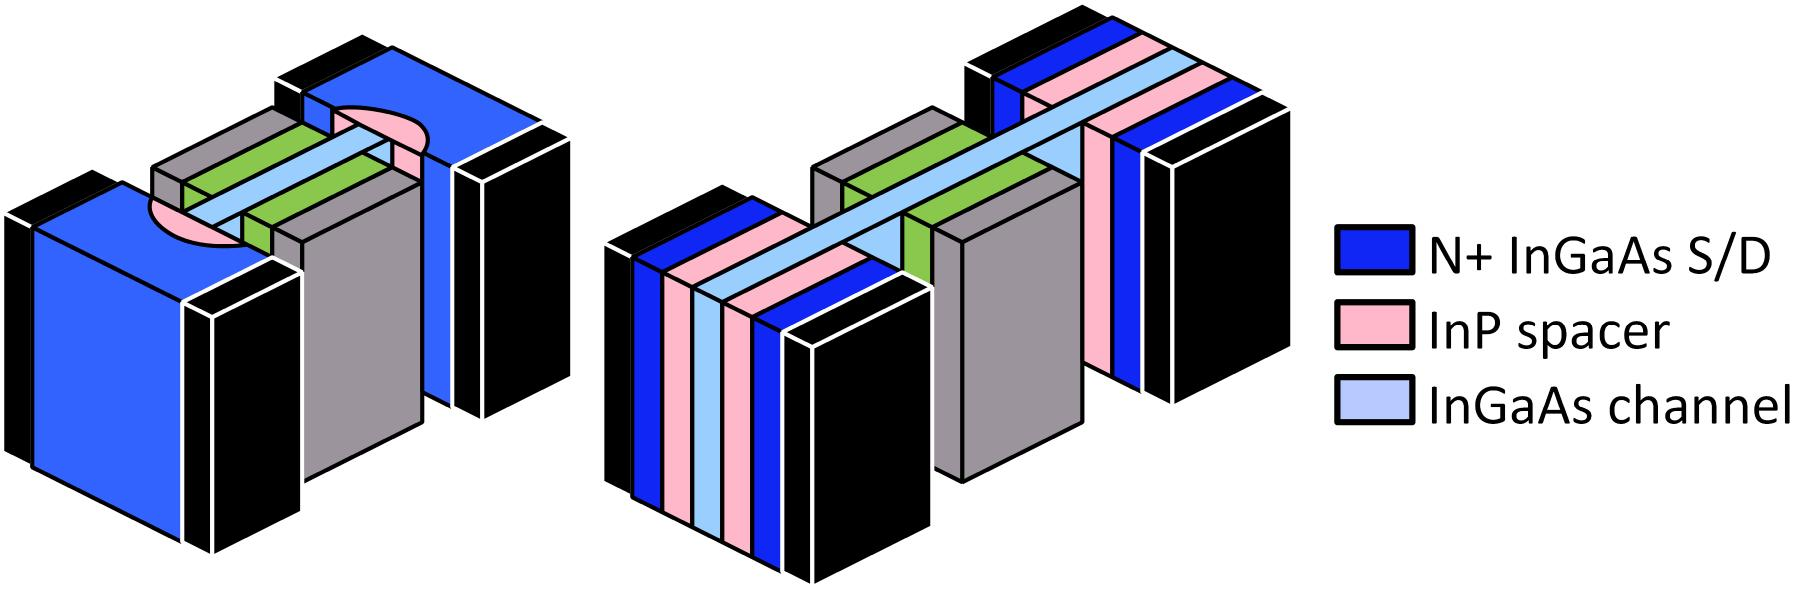 N+ InGaAs S/D
InP spacer
InGaAs channel